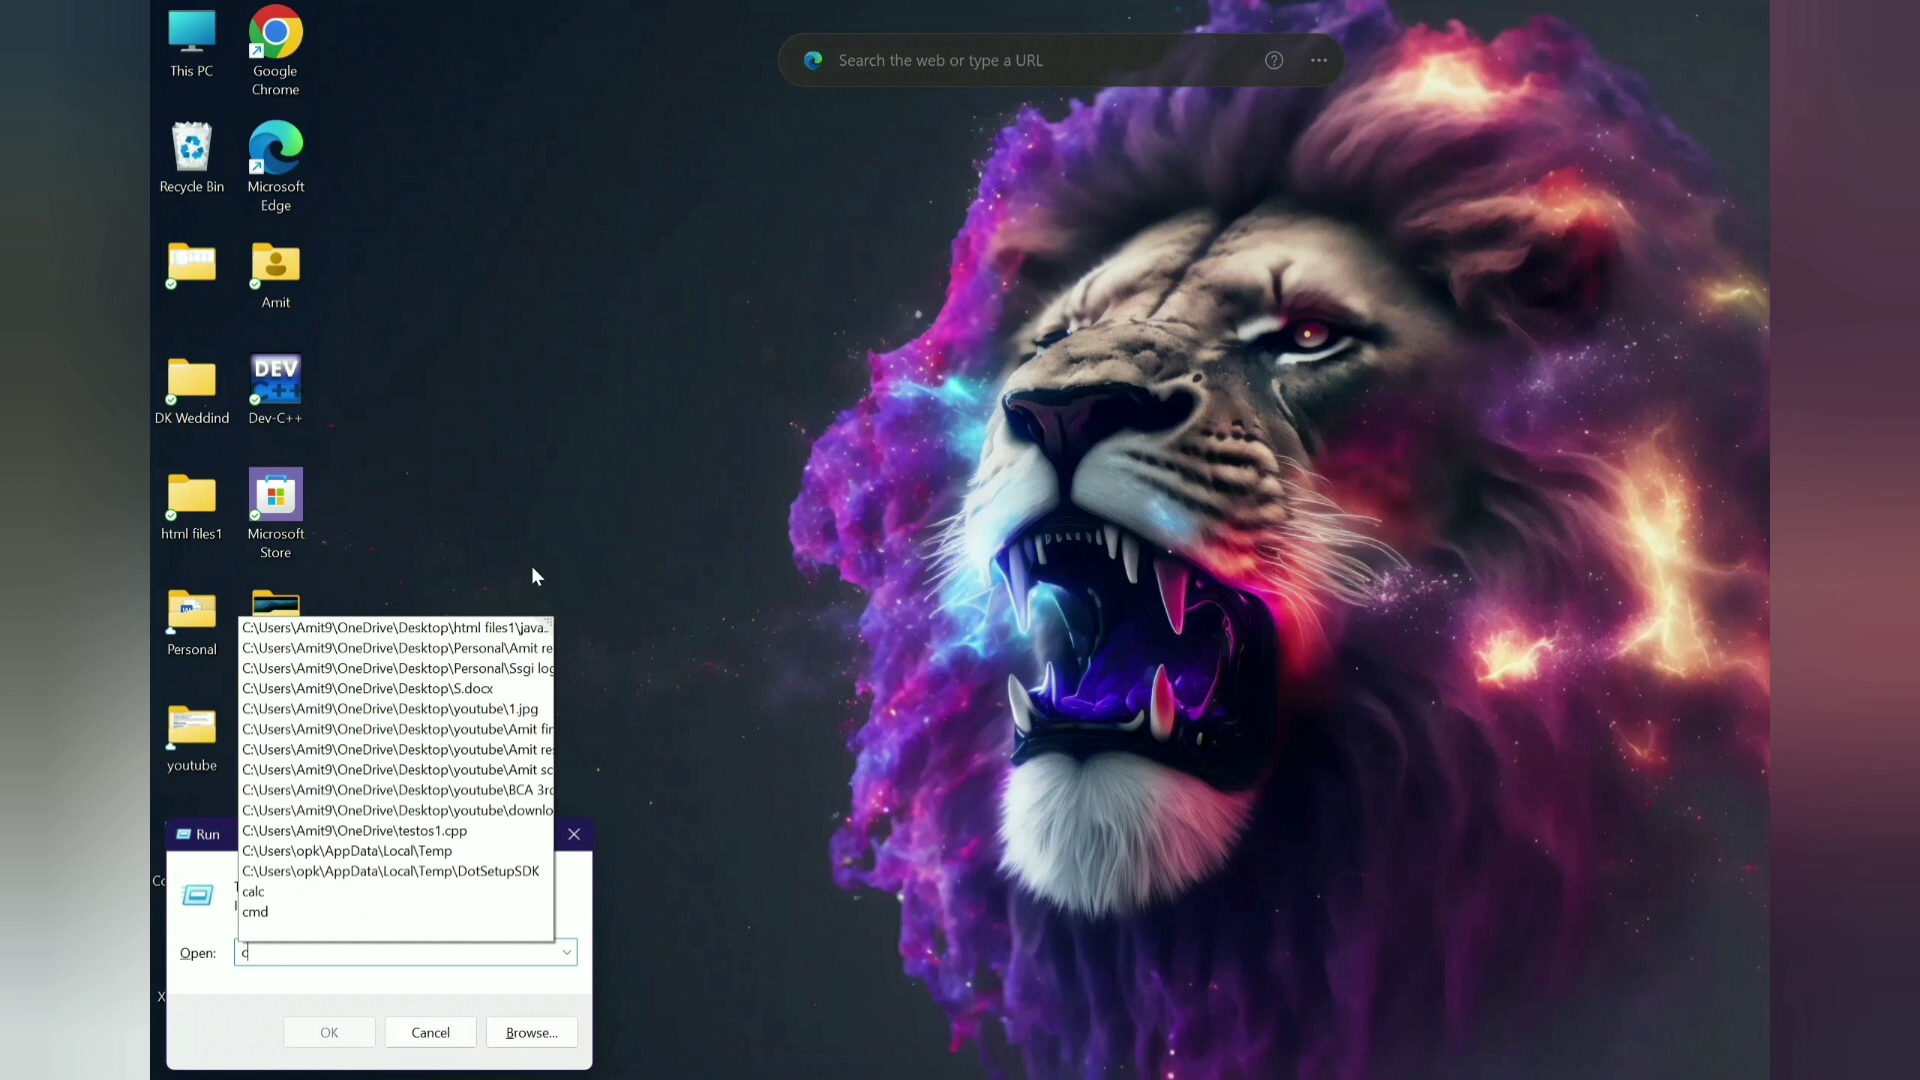 This PC
Google
Chrome
Search the web or type a URL
Recycle Bin
Microsoft
Edge
Amit
DK Weddind
DEV
C++
Dev-C++
html files1
Microsoft
Store
Personal
youtube
C:\Users\Amit9\OneDrive\Desktop\html files1\java
C:\Users\Amit9\OneDrive\Desktop\Personal\Amit re
C:\Users\Amit9\OneDrive\Desktop\Personal\Ssgi log
C:\Users\Amit9\OneDrive\Desktop\S.docx
C:\Users\Amit9\OneDrive\Desktop\youtube\1.jpg
C:\Users\Amit9\OneDrive\Desktop\youtube\Amit fin
C:\Users\Amit9\OneDrive\Desktop\youtube\Amit res
C:\Users\Amit9\OneDrive\Desktop\youtube\Amit sc
C:\Users\Amit9\OneDrive\Desktop\youtube\BCA 3rd
C:\Users\Amit9\OneDrive\Desktop\youtube\downlo
C:\Users\Amit9\OneDrive\testos1.cpp
C:\Users\opk\AppData\Local\Temp
C:\Users\opk\AppData\Local\Temp\DotSetupSDK
calc
cmd
Run
Open:
c
OK
Cancel
Browse...